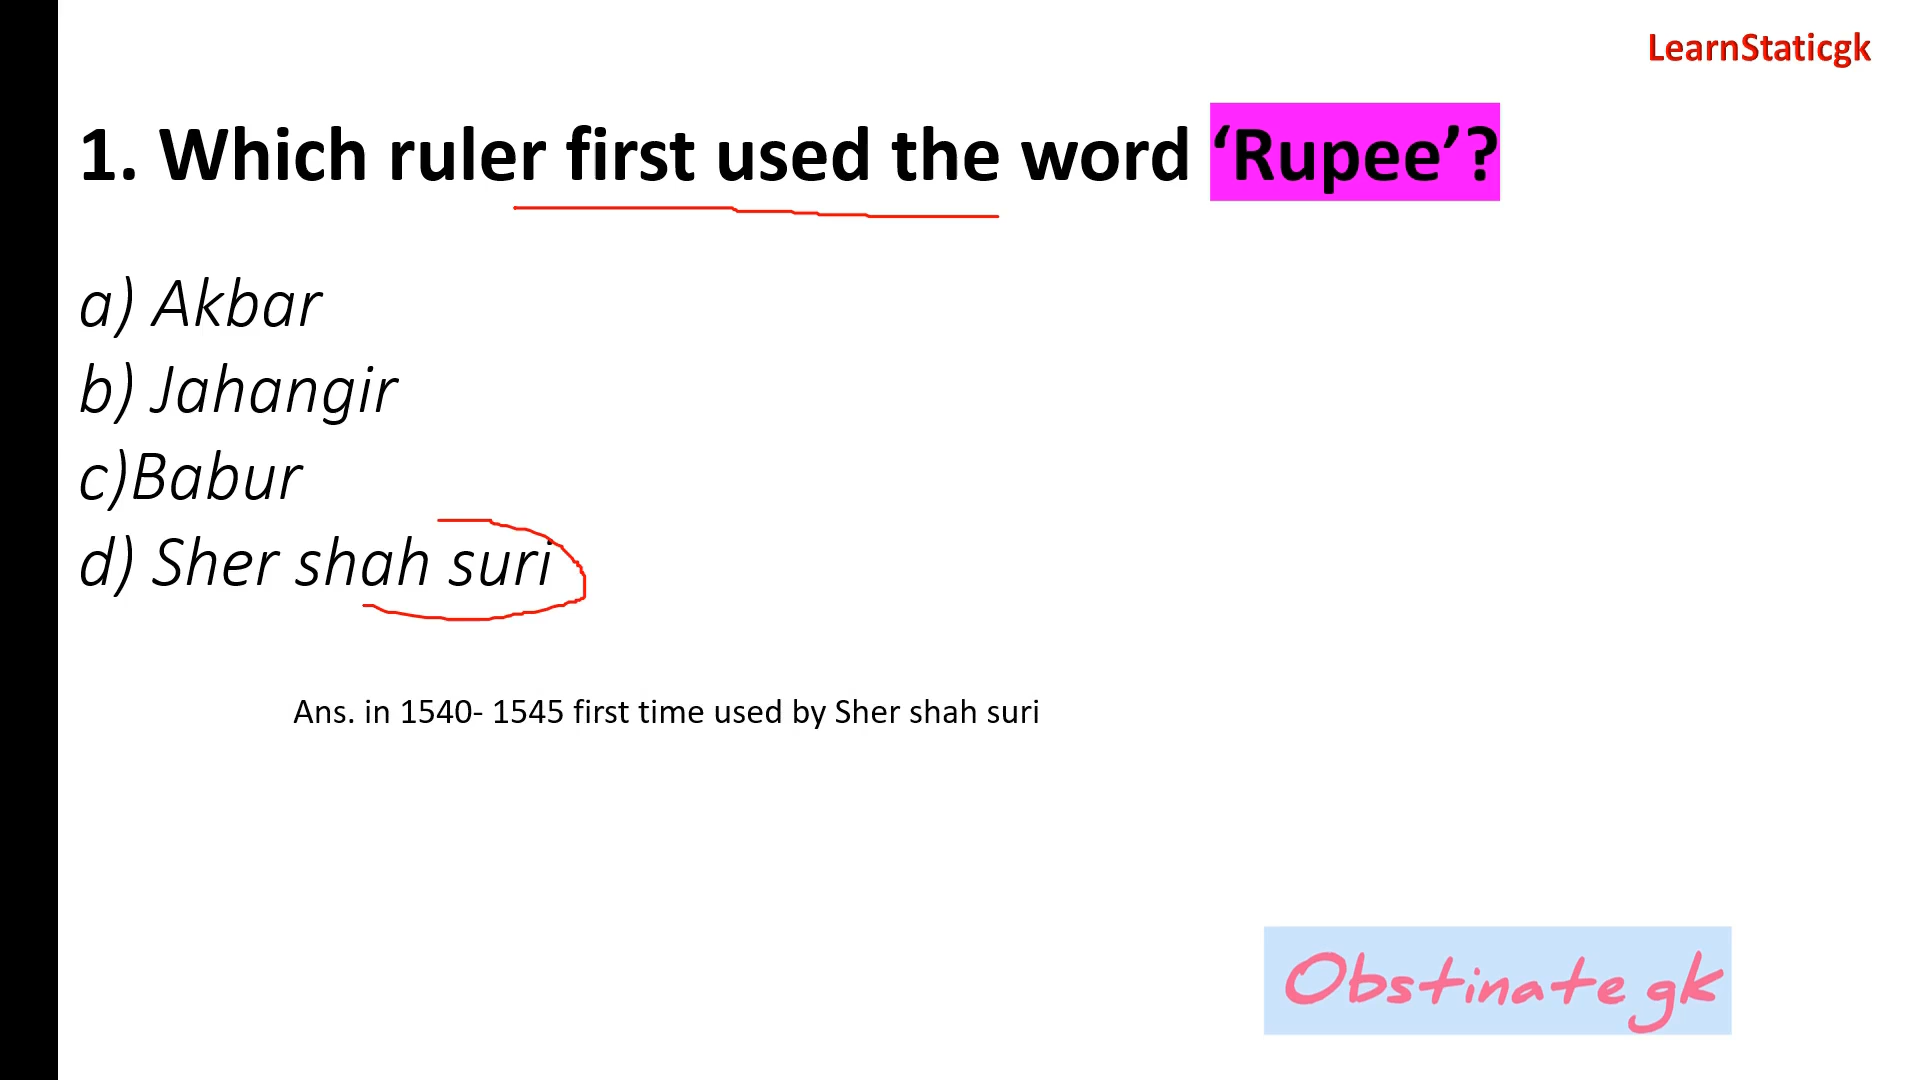 LearnStaticgk
1. Which ruler first used the word ‘Rupee’?
a) Akbar
b) Jahangir
c)Babur
d) Sher shah suri
Ans. in 1540- 1545 first time used by Sher shah suri
Obstinate gk